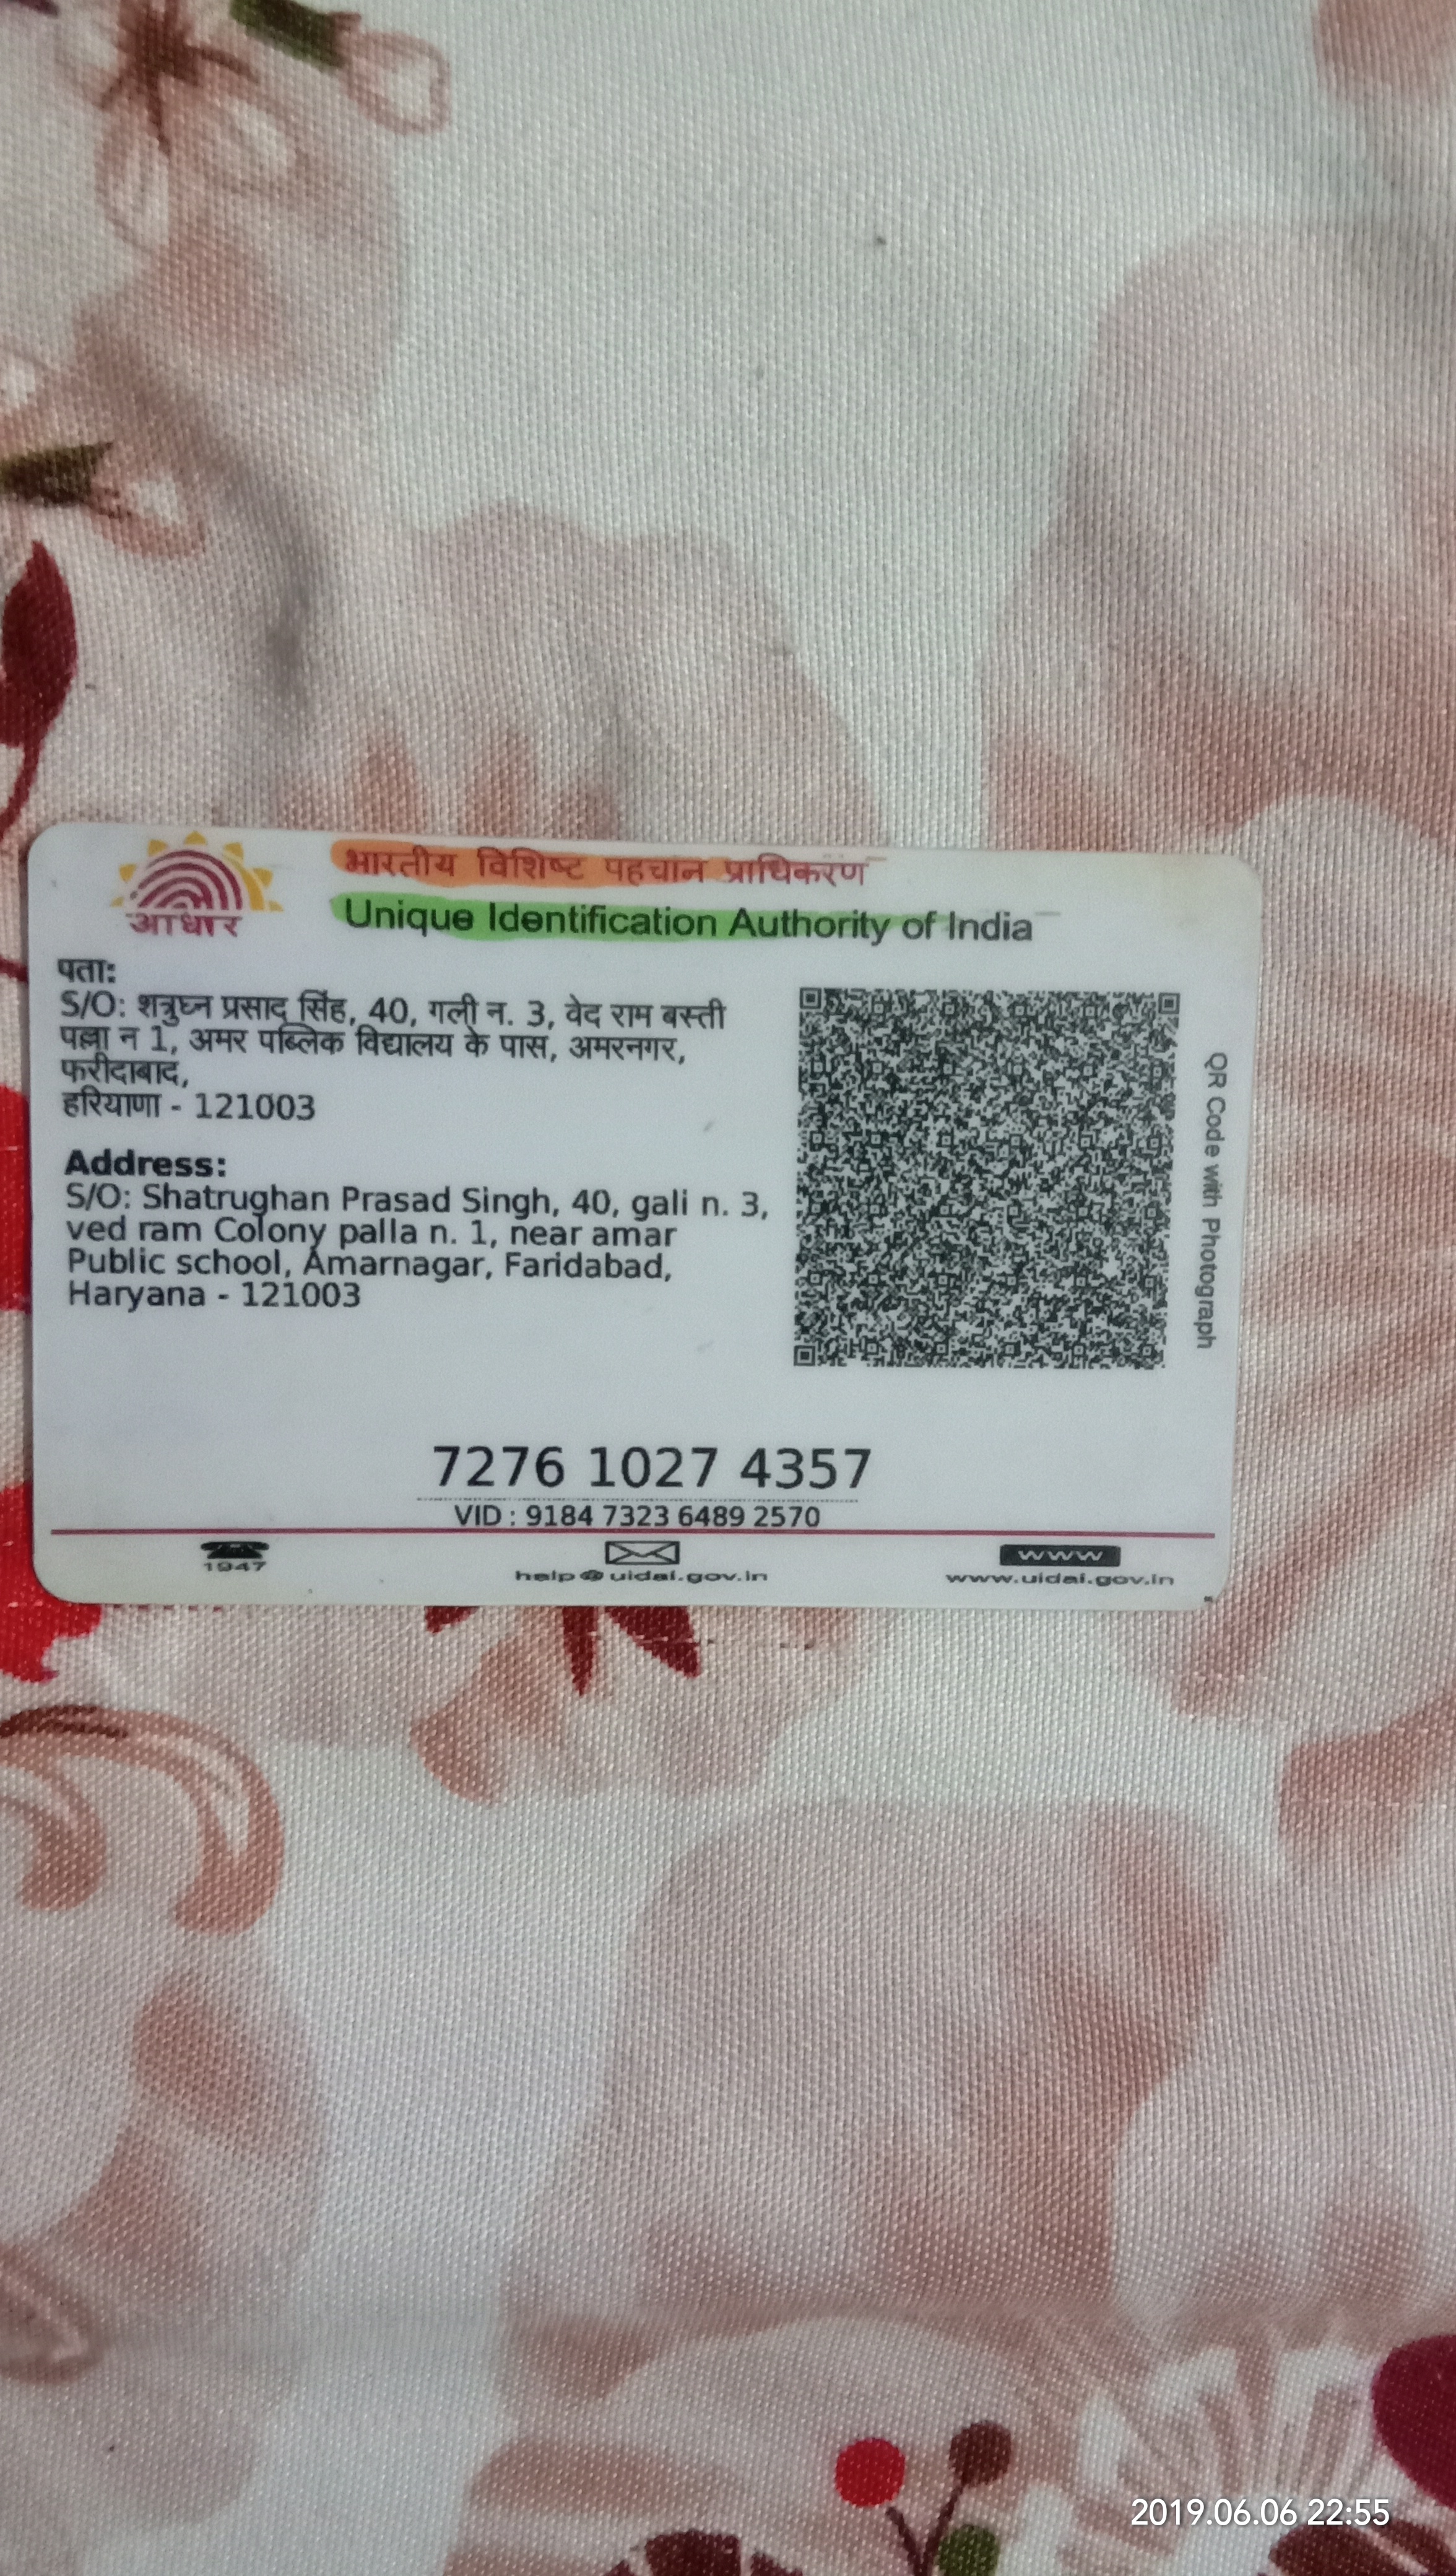 आधार
भारतीय विशिष्ट पहचान प्राधिकरण
Unique Identification Authority of India
पता:
S/O: शत्रुघ्न प्रसाद सिंह, 40, गली न. 3, वेद राम बस्ती
पल्ला न 1, अमर पब्लिक विद्यालय के पास, अमरनगर,
फरीदाबाद,
हरियाणा - 121003
Address:
S/O: Shatrughan Prasad Singh, 40, gali n. 3,
ved ram Colony palla n. 1, near amar
Public school, Amarnagar, Faridabad,
Haryana - 121003
QR Code with Photograph
7276 1027 4357
VID : 9184 7323 6489 2570
1947
help@uidai.gov.in
www
www.uidai.gov.in
2019.06.06 22:55